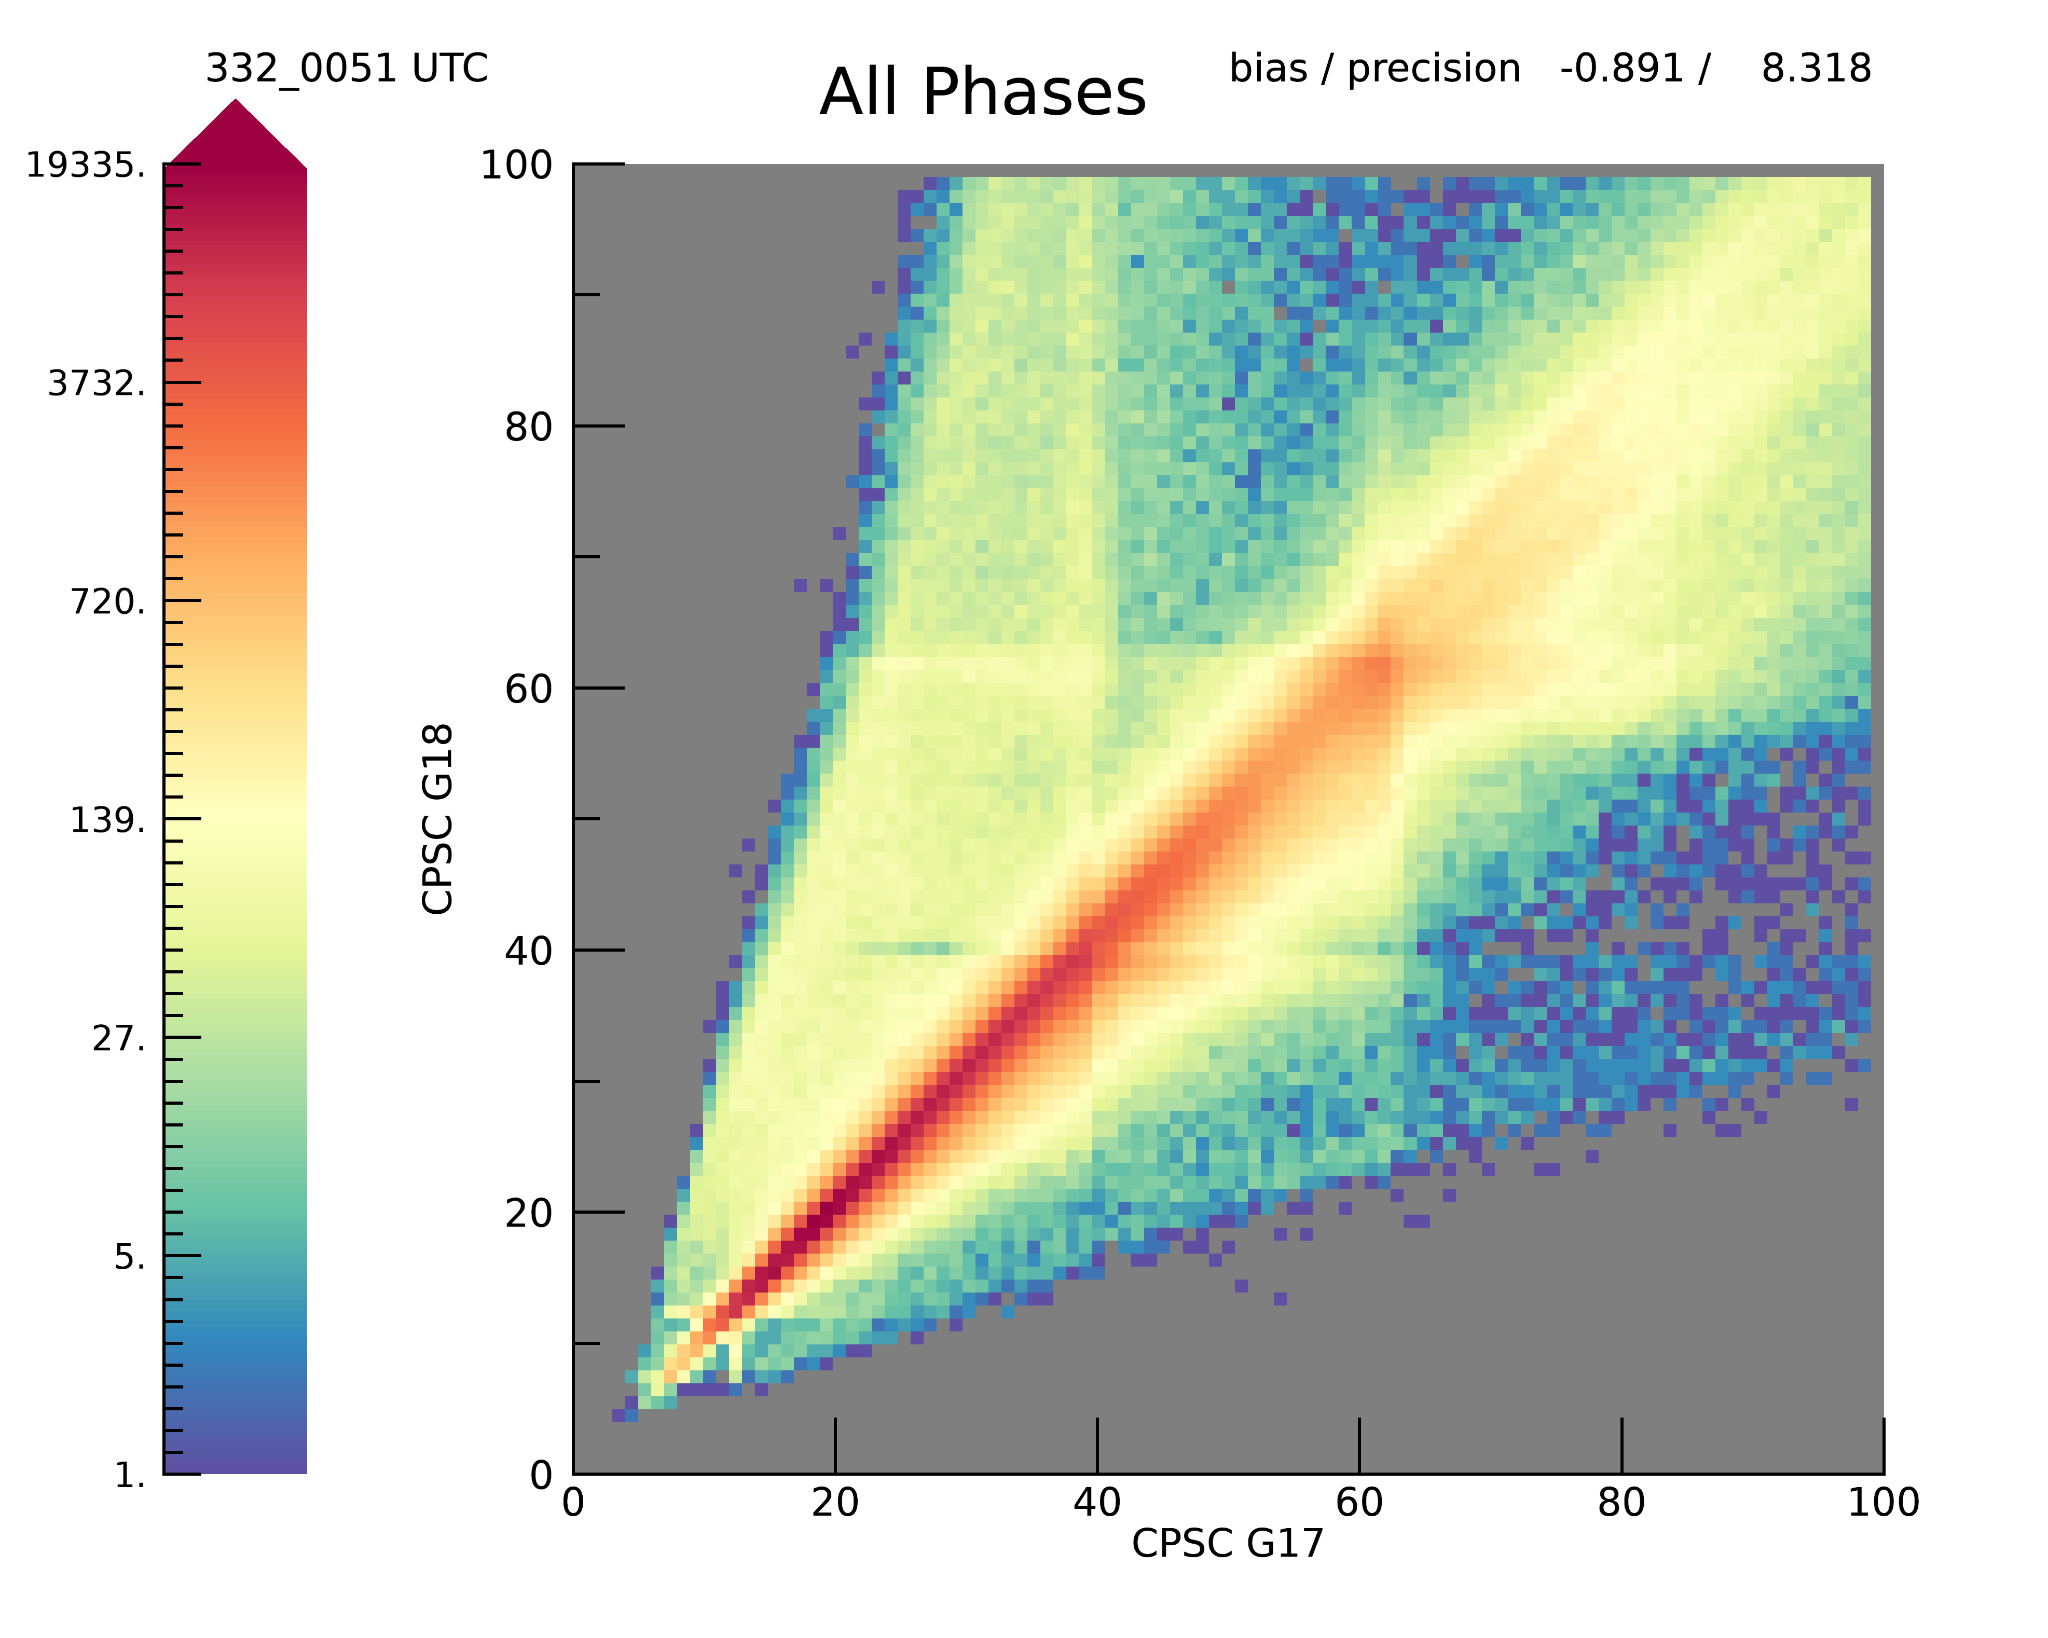 332_0051 UTC
All Phases
bias / precision -0.891 / 8.318
19335.
3732.
720.
139.
27.
5.
1.
CPSC G18
100
80
60
40
20
0
0 20 40 60 80 100
CPSC G17